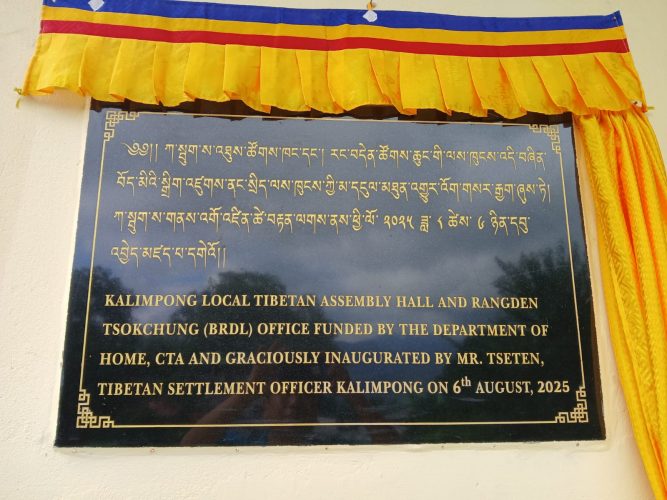 ༄༅།། ཀ་སྦུག་ས་འཐུས་ཚོགས་ཁང་དང་། རང་བདེན་ཚོགས་ཆུང་གི་ལས་ཁུངས་འདི་བཞིན་
བོད་མིའི་སྒྲིག་འཛུགས་ནང་སྲིད་ལས་ཁུངས་ཀྱི་མ་དངུལ་མཐུན་འགྱུར་འོག་གསར་རྒྱག་ཞུས་ཏེ།
ཀ་སྦུག་ས་གནས་འགོ་འཛིན་ཚེ་བརྟན་ལགས་ནས་ཕྱི་ལོ་ ༢༠༢༥ ཟླ་ ༨ ཚེས་ ༦ ཉིན་དབུ་
འབྱེད་མཛད་པ་དགེའོ།།
KALIMPONG LOCAL TIBETAN ASSEMBLY HALL AND RANGDEN
TSOKCHUNG (BRDL) OFFICE FUNDED BY THE DEPARTMENT OF
HOME, CTA AND GRACIOUSLY INAUGURATED BY MR. TSETEN,
TIBETAN SETTLEMENT OFFICER KALIMPONG ON 6th AUGUST, 2025